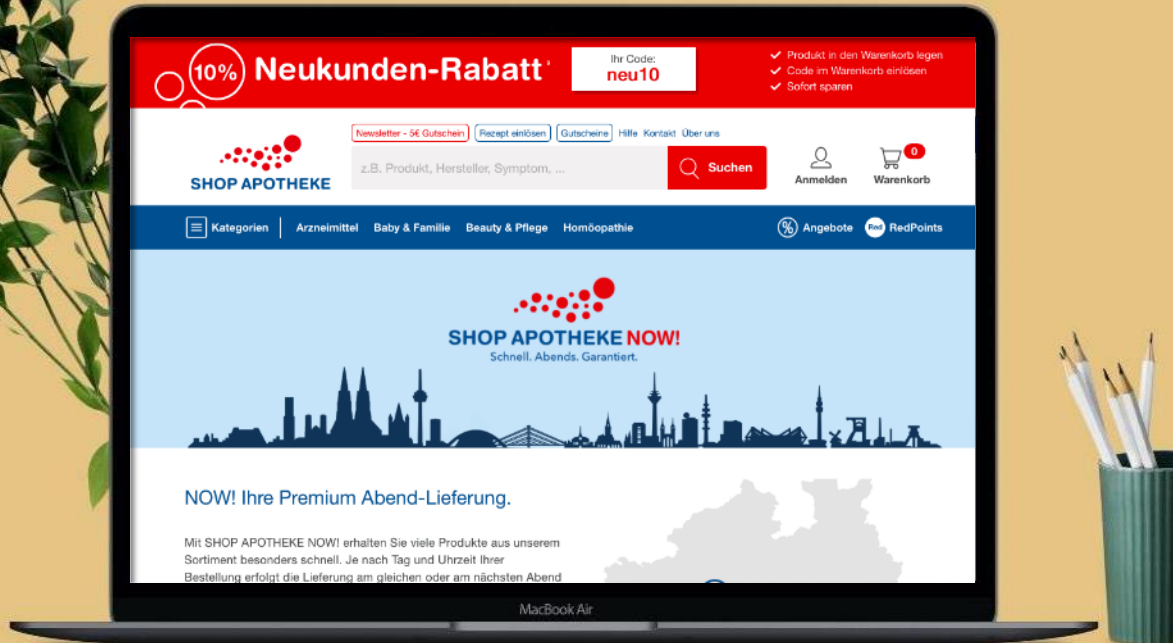 10% Neukunden-Rabatt¹
Ihr Code:
neu10
Produkt in den Warenkorb legen
Code im Warenkorb einlösen
Sofort sparen
Newsletter - 5€ Gutschein Rezept einlösen Gutscheine Hilfe Kontakt Über uns
SHOP APOTHEKE
z.B. Produkt, Hersteller, Symptom, ...
Suchen
Anmelden
0
Warenkorb
Kategorien Arzneimittel Baby & Familie Beauty & Pflege Homöopathie % Angebote Red RedPoints
SHOP APOTHEKE NOW!
Schnell. Abends. Garantiert.
NOW! Ihre Premium Abend-Lieferung.
Mit SHOP APOTHEKE NOW! erhalten Sie viele Produkte aus unserem
Sortiment besonders schnell. Je nach Tag und Uhrzeit Ihrer
Bestellung erfolgt die Lieferung am gleichen oder am nächsten Abend
MacBook Air